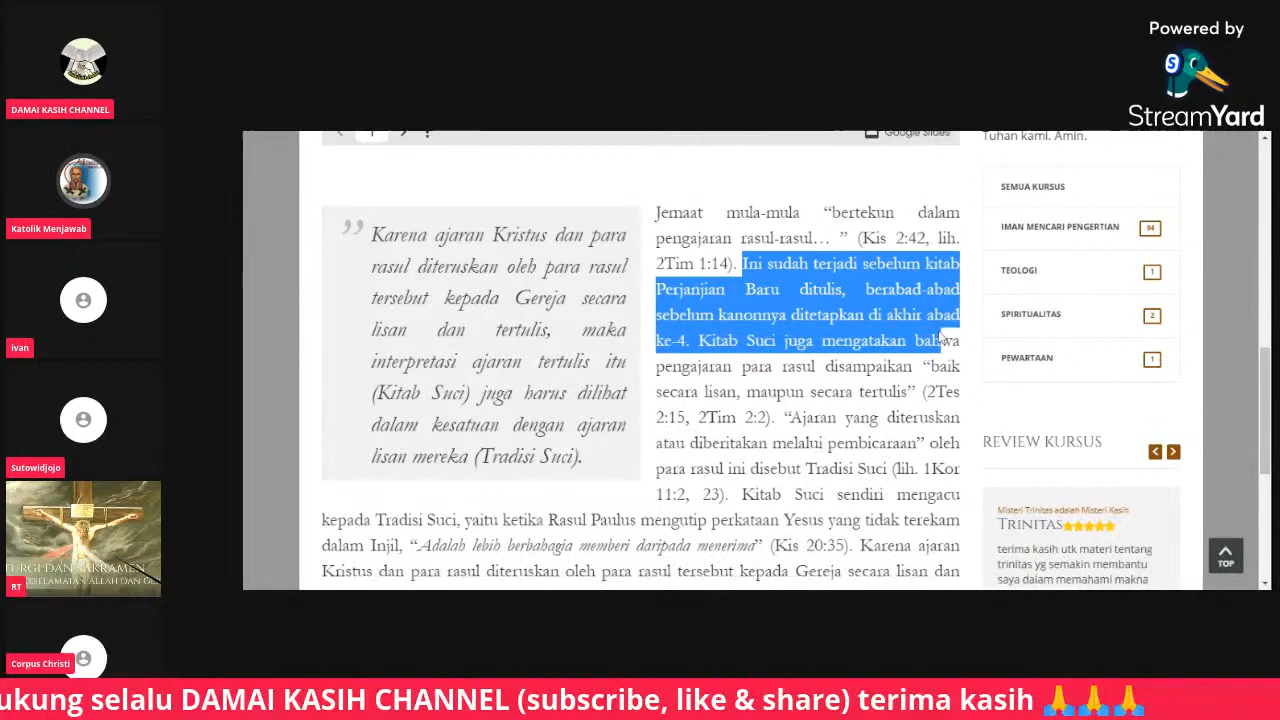 DAMAI KASIH CHANNEL
Katolik Menjawab
ivan
Sutowidjojo
TURGI DAN SAKRAMEN
RT
Corpus Christi
Powered by
S
StreamYard
Google Slides
” Karena ajaran Kristus dan para
rasul diteruskan oleh para rasul
tersebut kepada Gereja secara
lisan dan tertulis, maka
interpretasi ajaran tertulis itu
(Kitab Suci) juga harus dilihat
dalam kesatuan dengan ajaran
lisan mereka (Tradisi Suci).
Jemaat mula-mula “bertekun dalam
pengajaran rasul-rasul… ” (Kis 2:42, lih.
2Tim 1:14). Ini sudah terjadi sebelum kitab
Perjanjian Baru ditulis, berabad-abad
sebelum kanonnya ditetapkan di akhir abad
ke-4. Kitab Suci juga mengatakan bahwa
pengajaran para rasul disampaikan “baik
secara lisan, maupun secara tertulis” (2Tes
2:15, 2Tim 2:2). “Ajaran yang diteruskan
atau diberitakan melalui pembicaraan” oleh
para rasul ini disebut Tradisi Suci (lih. 1Kor
11:2, 23). Kitab Suci sendiri mengacu
kepada Tradisi Suci, yaitu ketika Rasul Paulus mengutip perkataan Yesus yang tidak terekam
dalam Injil, “Adalah lebih berbahagia memberi daripada menerima” (Kis 20:35). Karena ajaran
Kristus dan para rasul diteruskan oleh para rasul tersebut kepada Gereja secara lisan dan
Tuhan kami. Amin.
SEMUA KURSUS
IMAN MENCARI PENGERTIAN 94
TEOLOGI 1
SPIRITUALITAS 2
PEWARTAAN 1
REVIEW KURSUS
Misteri Trinitas adalah Misteri Kasih
TRINITAS
terima kasih utk materi tentang
trinitas yg semakin membantu
saya dalam memahami makna
TOP
ukung selalu DAMAI KASIH CHANNEL (subscribe, like & share) terima kasih 🙏🙏🙏